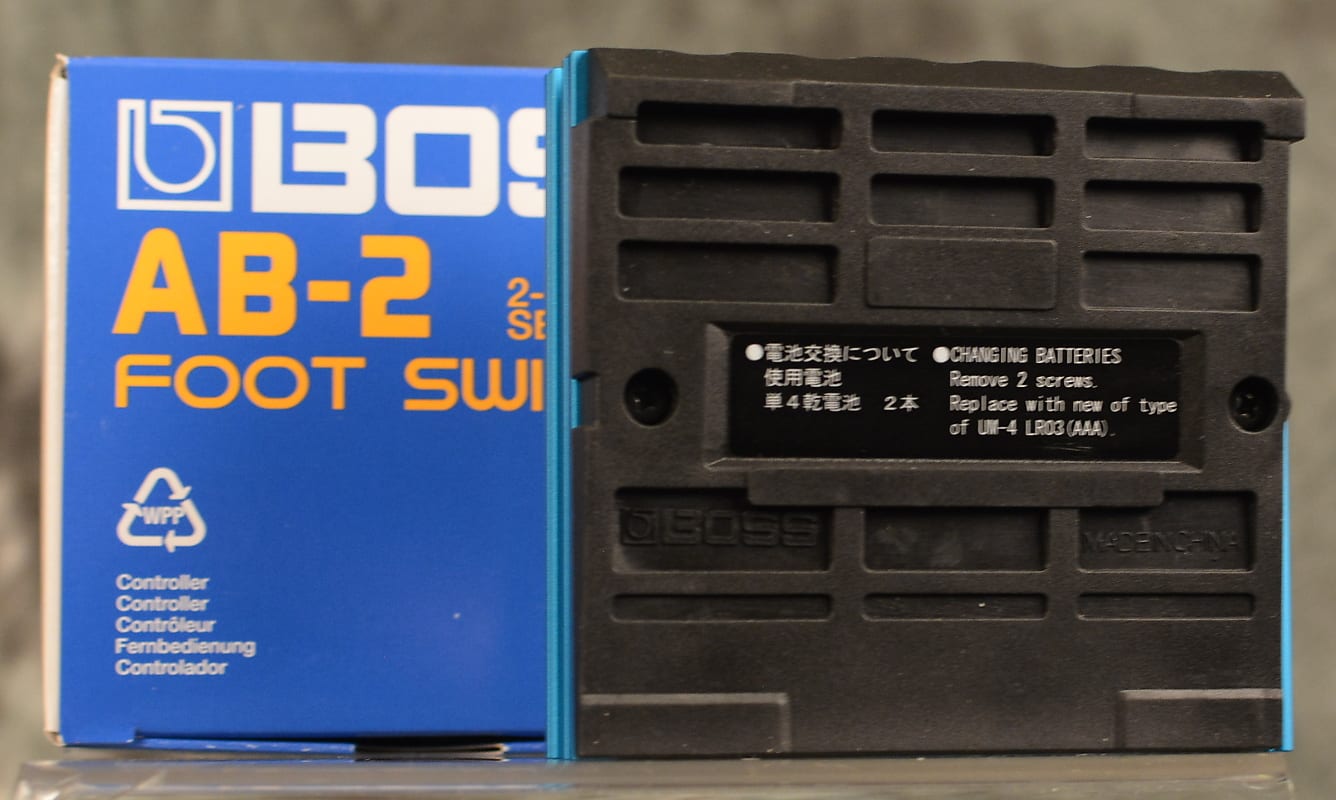 BOSS
AB-2
2-
FOOT SWI
WPP
Controller
Controller
Contrôleur
Fernbedienung
Controlador
●電池交換について
使用電池
単4乾電池 2本
●CHANGING BATTERIES
Remove 2 screws.
Replace with new of type
of UM-4 LR03(AAA).
BOSS
MADE IN CHINA